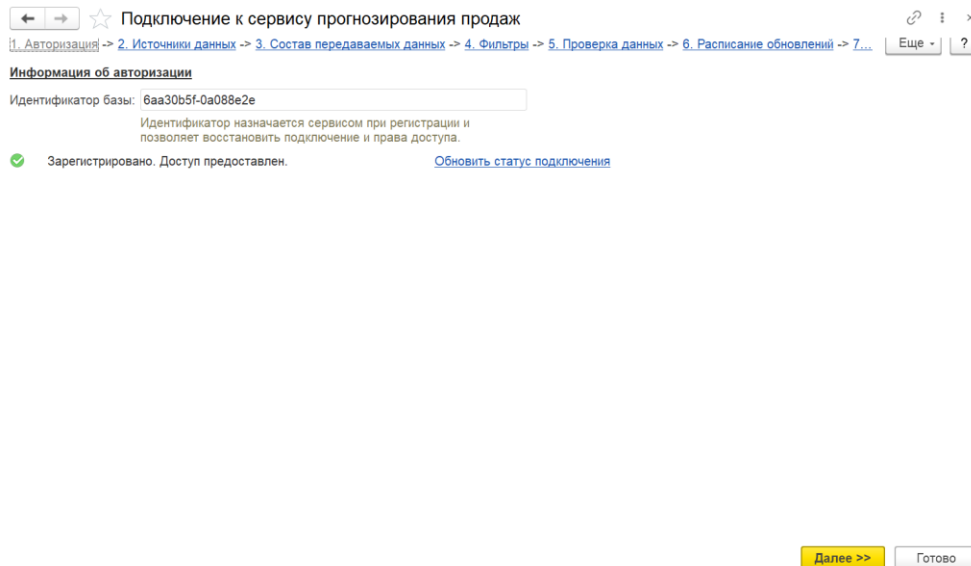 Подключение к сервису прогнозирования продаж
1. Авторизация -> 2. Источники данных -> 3. Состав передаваемых данных -> 4. Фильтры -> 5. Проверка данных -> 6. Расписание обновлений -> 7... Еще ?
Информация об авторизации
Идентификатор базы: 6aa30b5f-0a088e2e
Идентификатор назначается сервисом при регистрации и
позволяет восстановить подключение и права доступа.
Зарегистрировано. Доступ предоставлен. Обновить статус подключения
Далее >> Готово